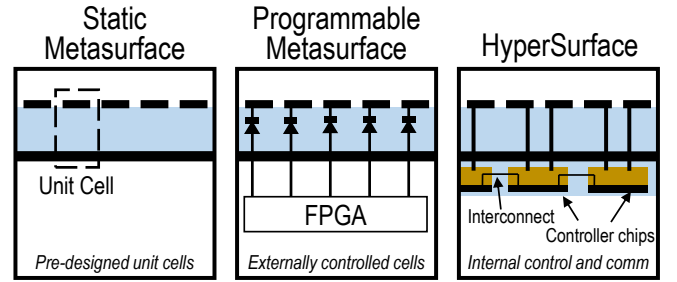 Static
Metasurface
Unit Cell
Pre-designed unit cells
Programmable
Metasurface
FPGA
Externally controlled cells
HyperSurface
Interconnect
Controller chips
Internal control and comm